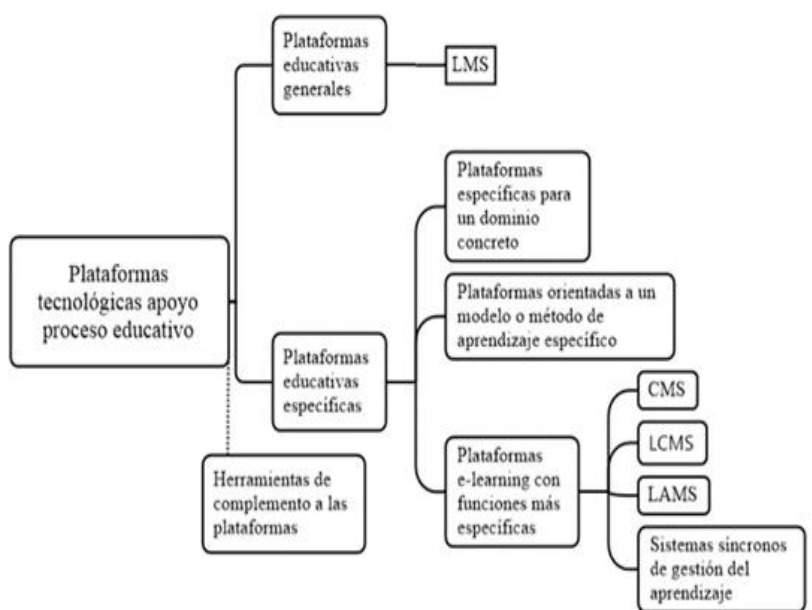 Plataformas
tecnológicas apoyo
proceso educativo
Plataformas
educativas
generales
LMS
Plataformas
educativas
específicas
Plataformas
específicas para
un dominio
concreto
Plataformas orientadas a un
modelo o método de
aprendizaje específico
Plataformas
e-learning con
funciones más
específicas
CMS
LCMS
LAMS
Sistemas síncronos
de gestión del
aprendizaje
Herramientas de
complemento a las
plataformas